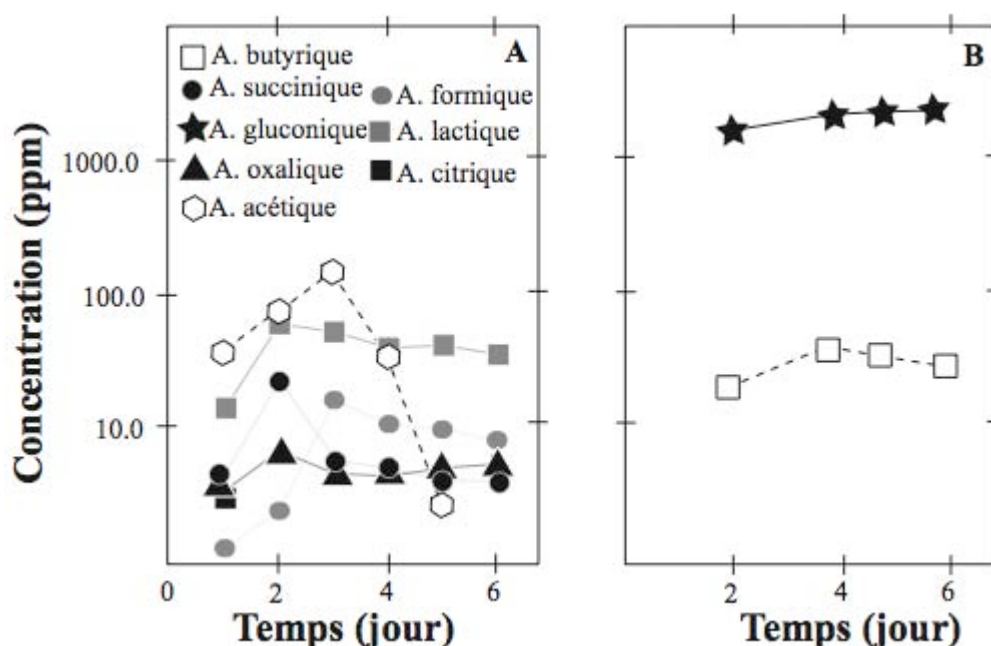 A
B
A. butyrique
A. succinique
A. formique
A. gluconique
A. lactique
A. oxalique
A. citrique
A. acétique
Concentration (ppm)
1000.0
100.0
10.0
0 2 4 6
2 4 6
Temps (jour)
Temps (jour)